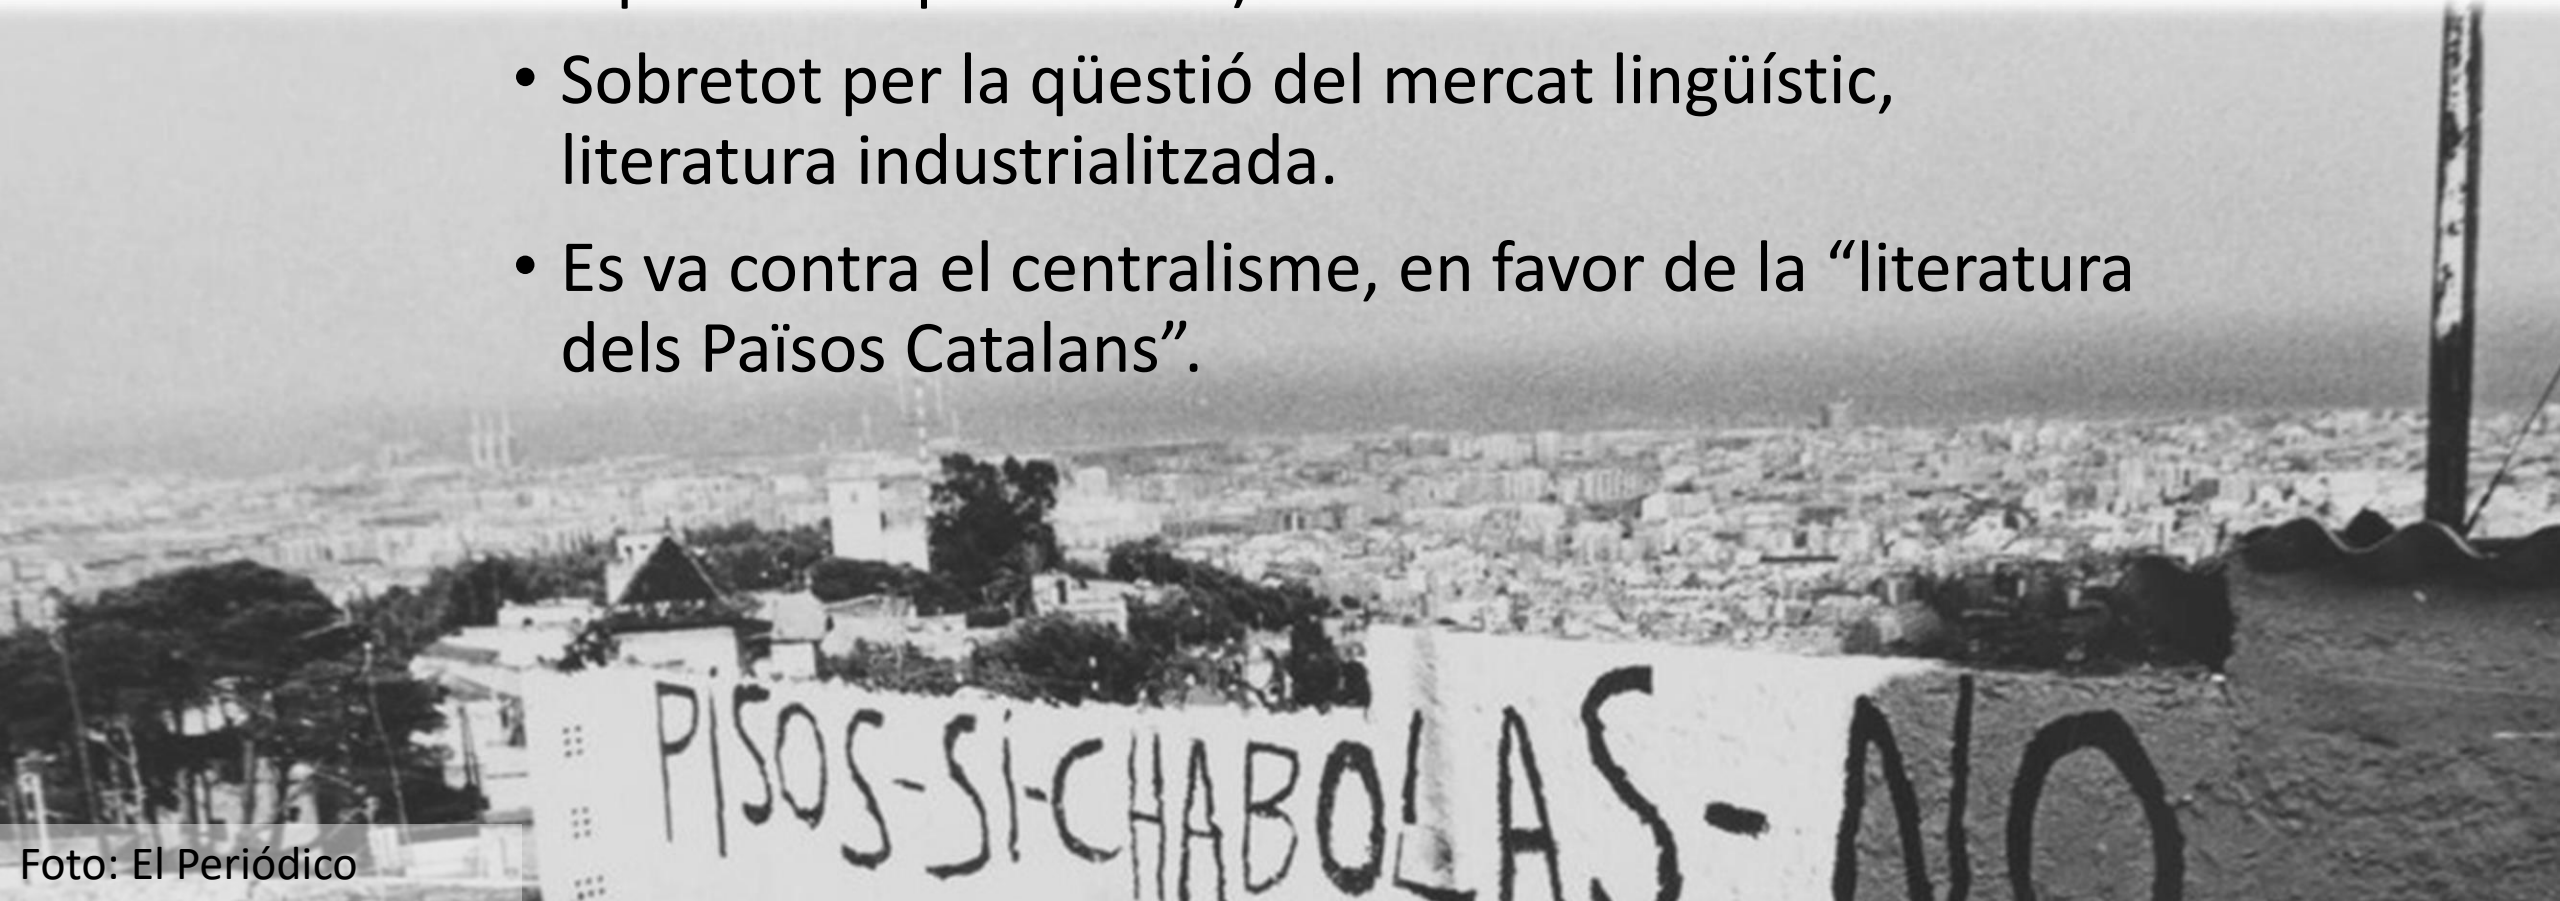 • Sobretot per la qüestió del mercat lingüístic,
literatura industrialitzada.
• Es va contra el centralisme, en favor de la “literatura
dels Països Catalans”.
PISOS-SI-CHABOLAS-NO
Foto: El Periódico